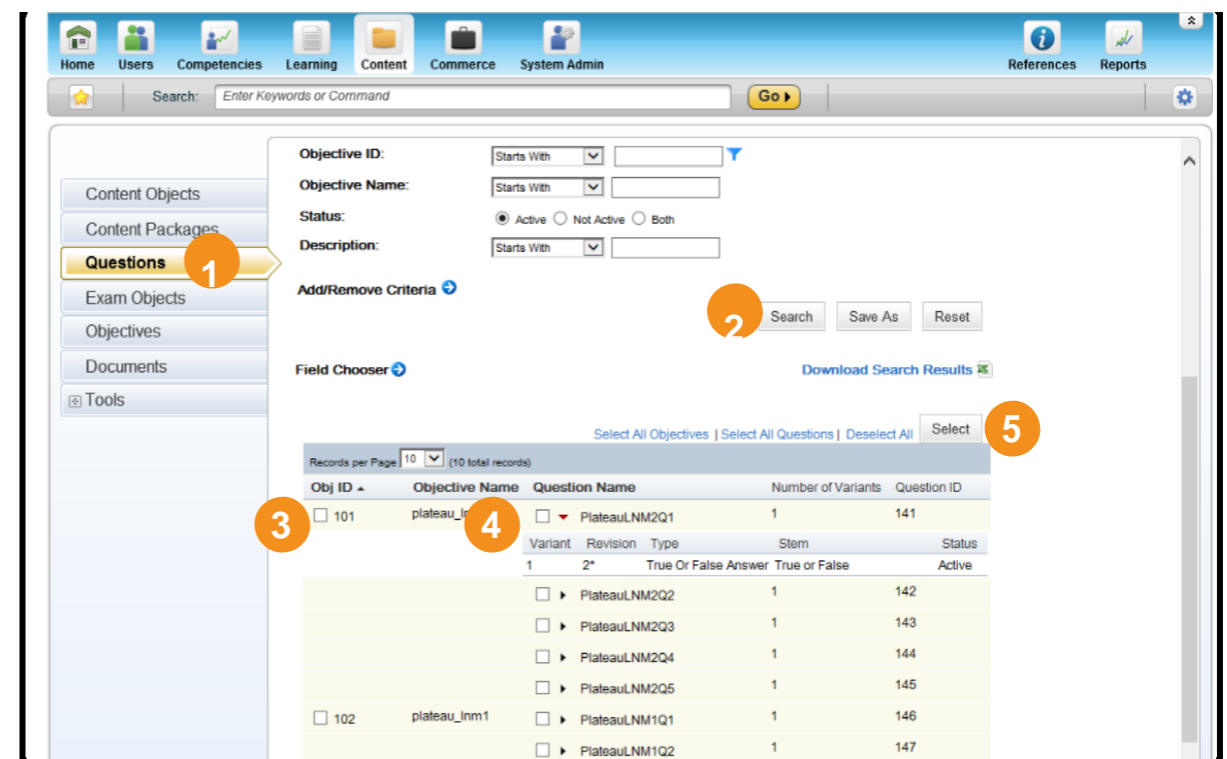 Home Users Competencies Learning Content Commerce System Admin References Reports
Search: Enter Keywords or Command Go
Objective ID: Starts With
Content Objects
Objective Name: Starts With
Content Packages
Status: Active Not Active Both
Questions 1
Description: Starts With
Exam Objects
Add/Remove Criteria
2 Search Save As Reset
Objectives
Documents
Field Chooser Download Search Results
Tools
Select All Objectives | Select All Questions | Deselect All Select 5
Records per Page 10 (10 total records)
Obj ID Objective Name Question Name Number of Variants Question ID
3 101 4 PlateauLNM2Q1 1 141
Variant Revision Type Stem Status
1 2* True Or False Answer True or False Active
PlateauLNM2Q2 1 142
PlateauLNM2Q3 1 143
PlateauLNM2Q4 1 144
PlateauLNM2Q5 1 145
102 plateau_lnm1 PlateauLNM1Q1 1 146
PlateauLNM1Q2 1 147